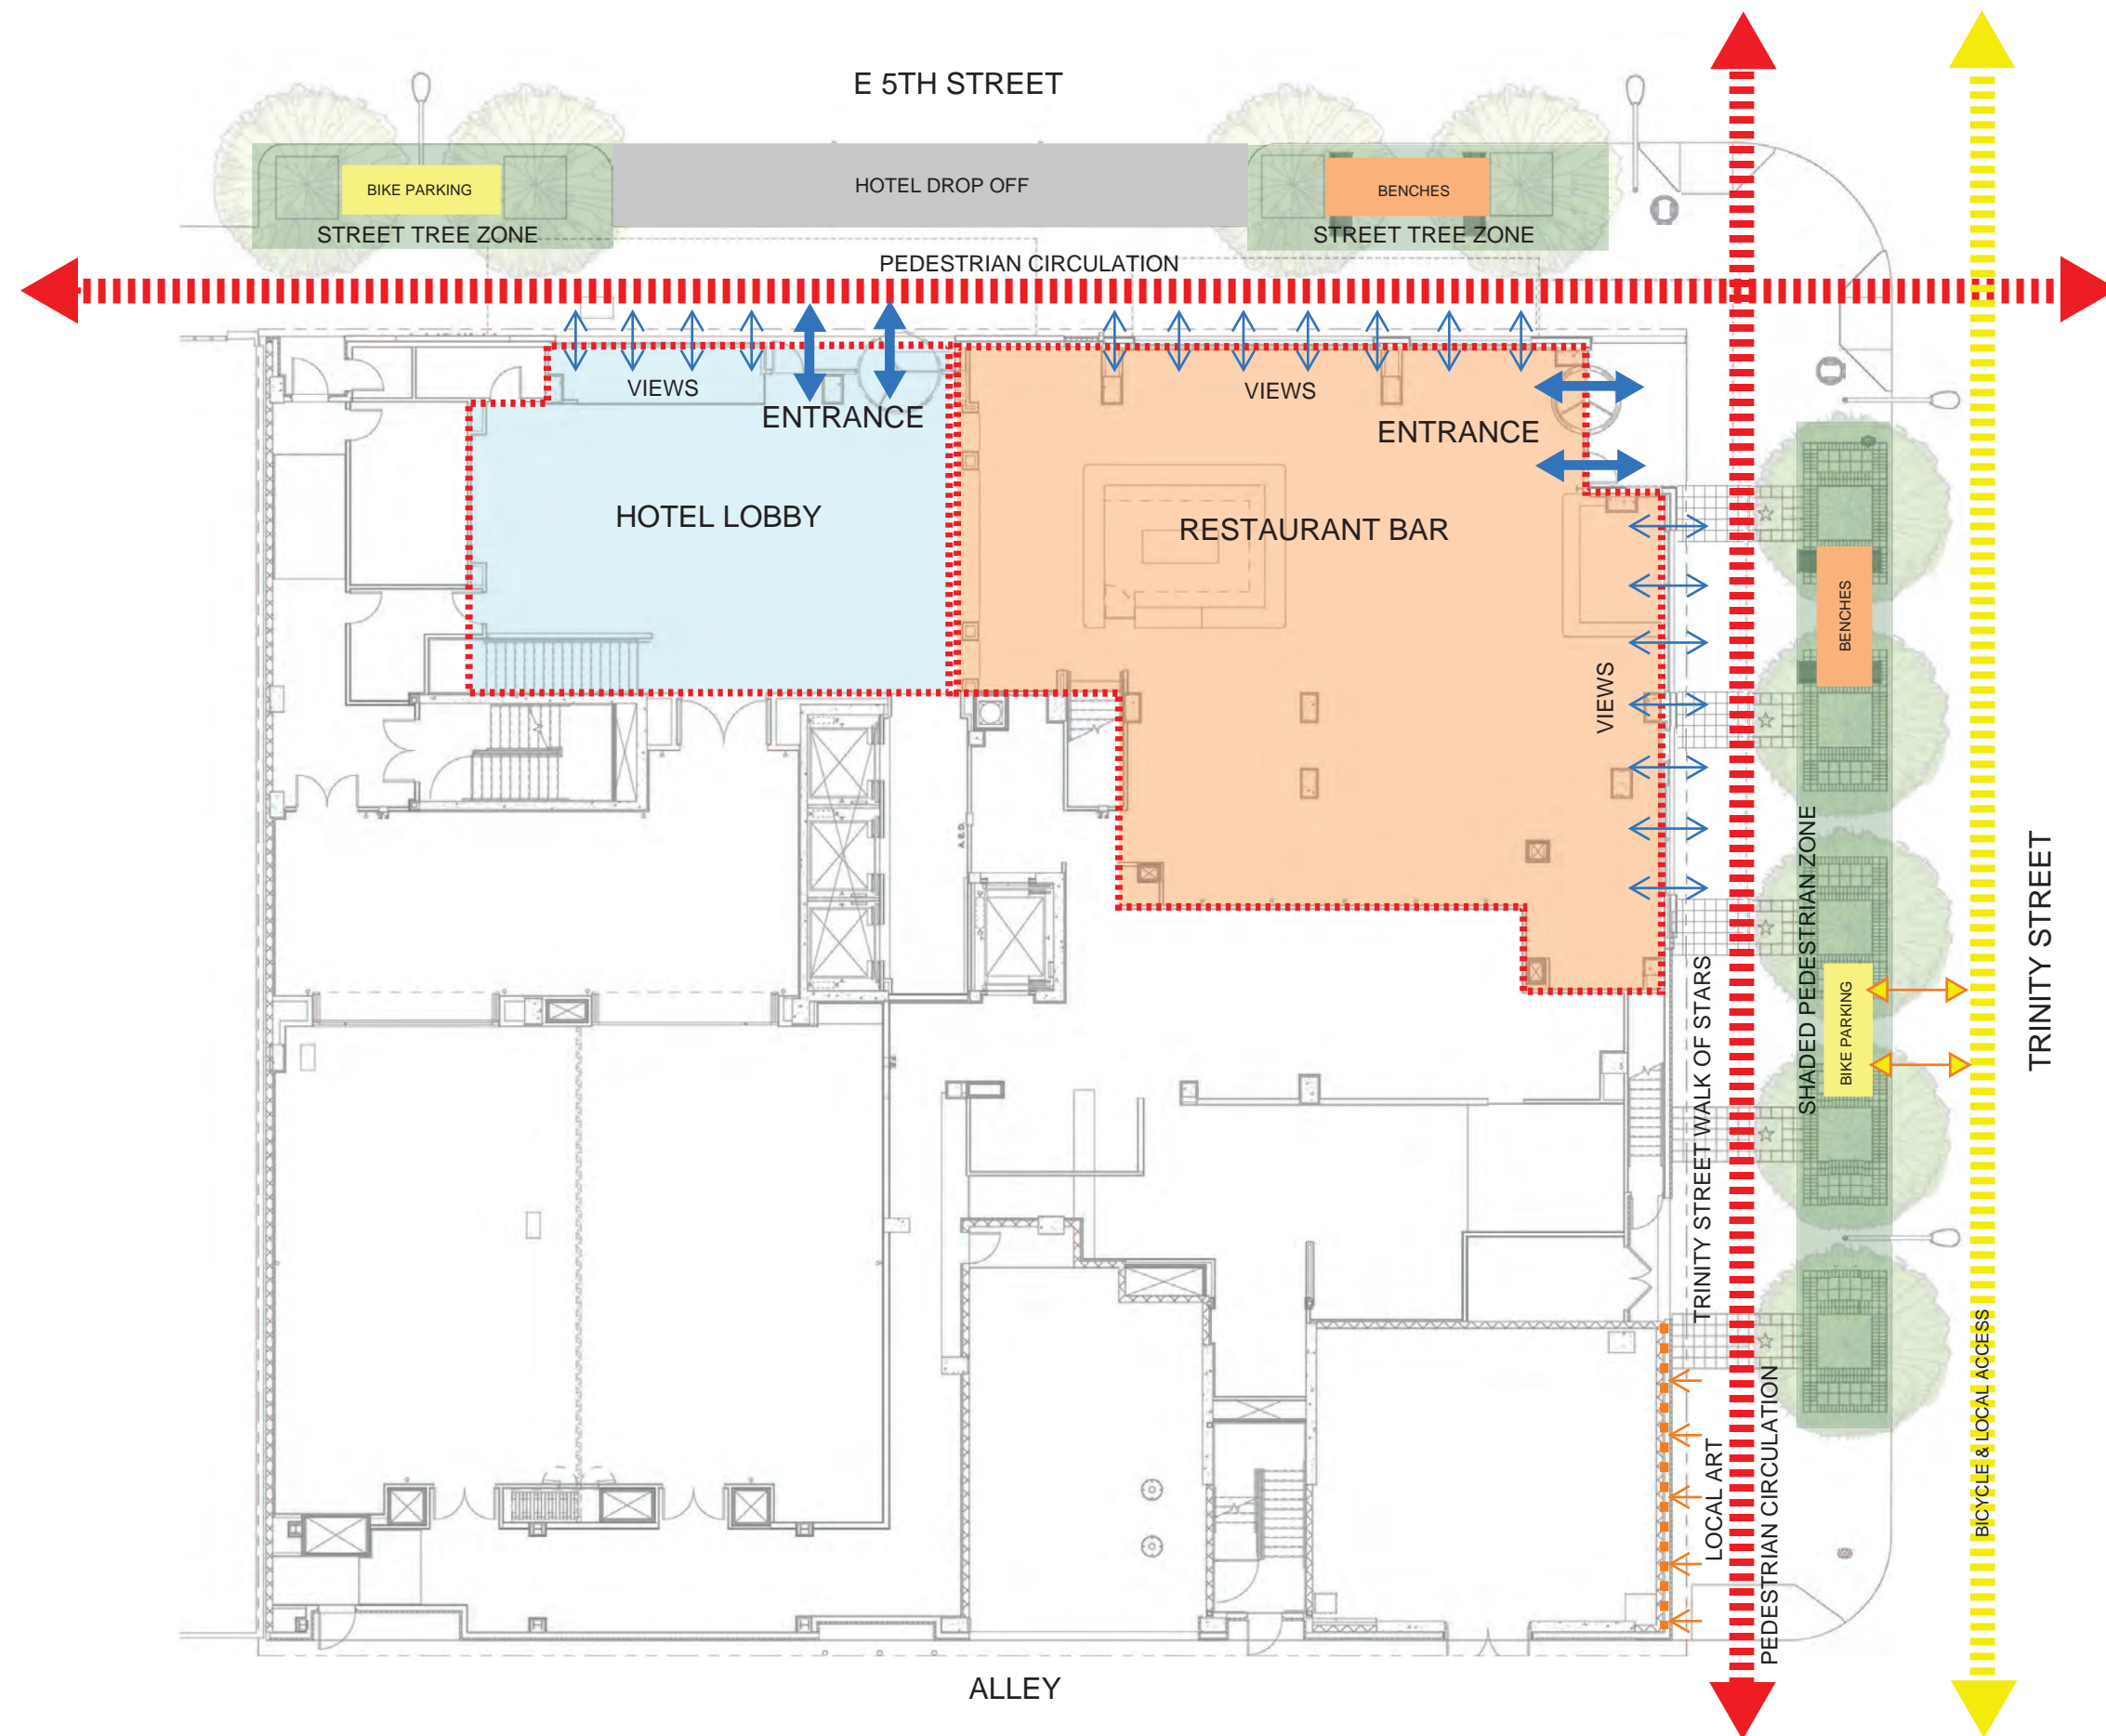 E 5TH STREET
BIKE PARKING
HOTEL DROP OFF
BENCHES
STREET TREE ZONE
STREET TREE ZONE
PEDESTRIAN CIRCULATION
VIEWS
VIEWS
ENTRANCE
ENTRANCE
HOTEL LOBBY
RESTAURANT BAR
BENCHES
VIEWS
A.E.D.
SHADED PEDESTRIAN ZONE
TRINITY STREET
BIKE PARKING
TRINITY STREET WALK OF STARS
BICYCLE & LOCAL ACCESS
LOCAL ART
PEDESTRIAN CIRCULATION
ALLEY